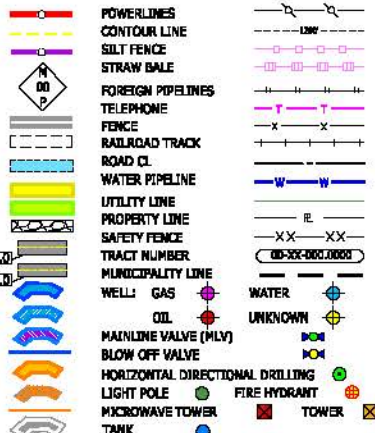 POWERLINES
CONTOUR LINE
SILT FENCE
STRAW BALE
M
00
P
FOREIGN PIPELINES
TELEPHONE T T
FENCE X X
RAILROAD TRACK
ROAD CL
WATER PIPELINE W W
UTILITY LINE
PROPERTY LINE
SAFETY FENCE XX XX
TRACT NUMBER 00-XX-000.0000
MUNICIPALITY LINE
WELL: GAS WATER
OIL UNKNOWN
MAINLINE VALVE (MLV)
BLOW OFF VALVE
HORIZONTAL DIRECTIONAL DRILLING
LIGHT POLE FIRE HYDRANT
MICROWAVE TOWER TOWER
TANK